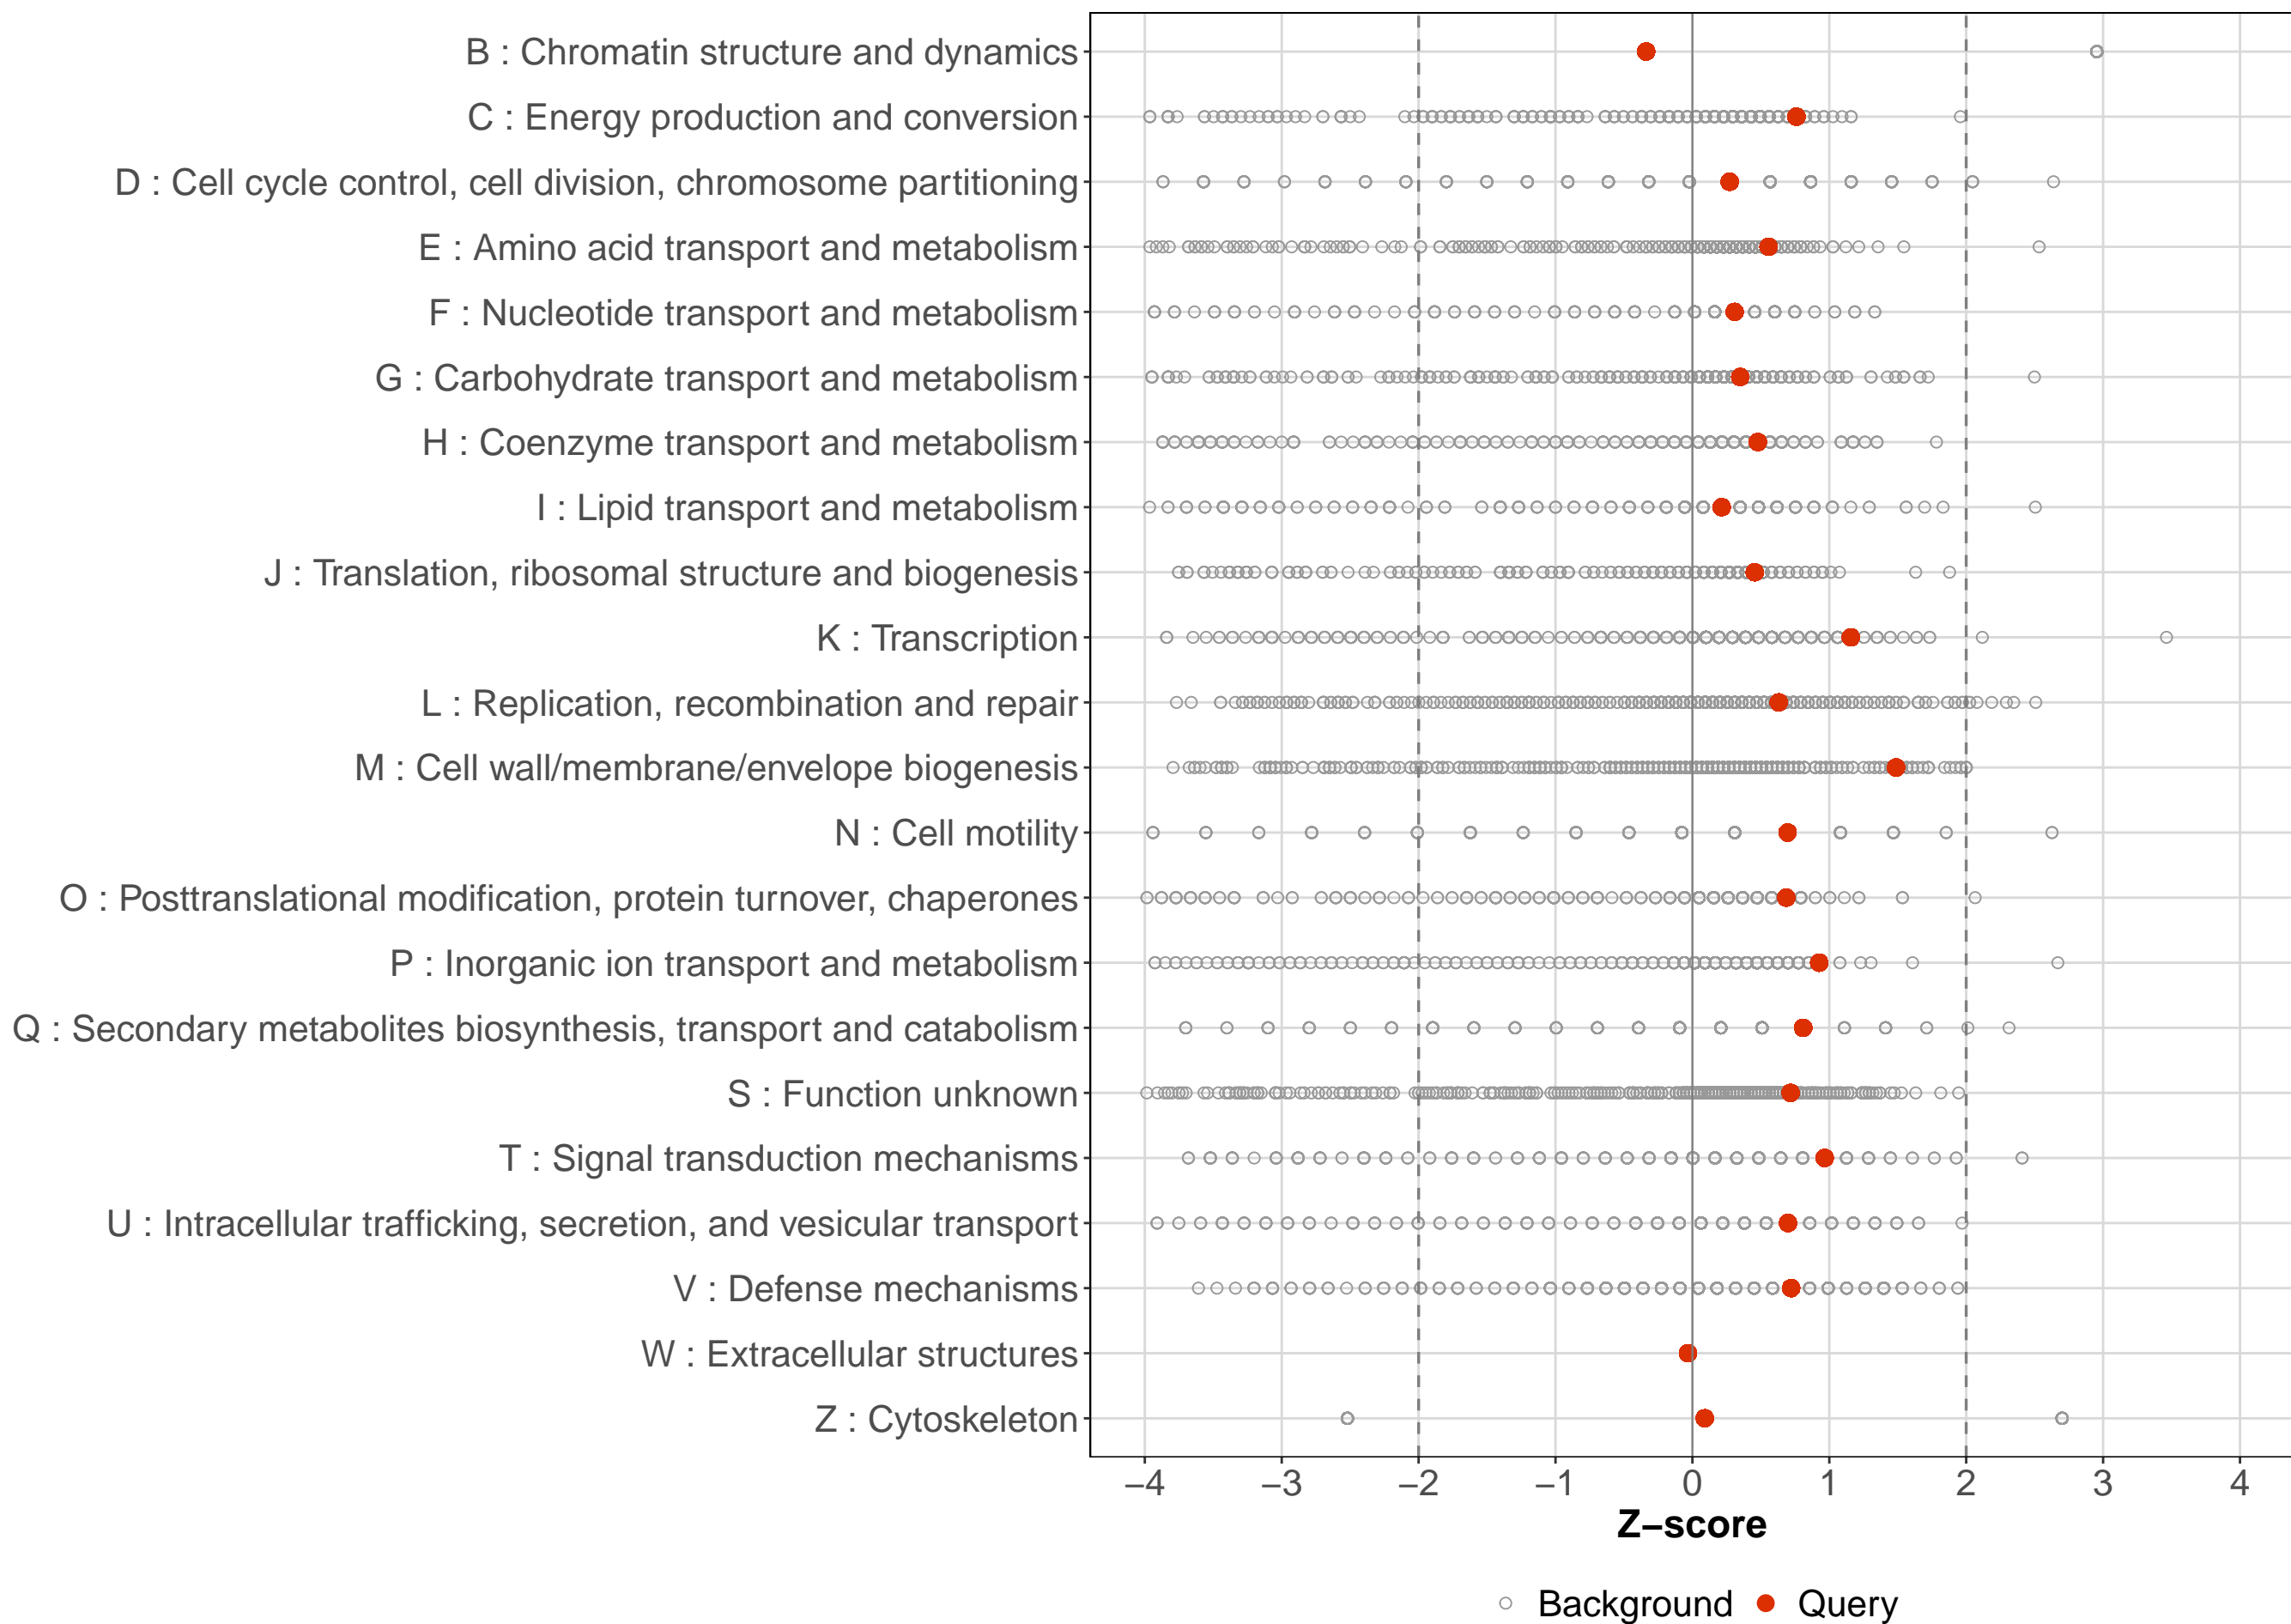 B : Chromatin structure and dynamics
C : Energy production and conversion
D : Cell cycle control, cell division, chromosome partitioning
E : Amino acid transport and metabolism
F : Nucleotide transport and metabolism
G : Carbohydrate transport and metabolism
H : Coenzyme transport and metabolism
I : Lipid transport and metabolism
J : Translation, ribosomal structure and biogenesis
K : Transcription
L : Replication, recombination and repair
M : Cell wall/membrane/envelope biogenesis
N : Cell motility
O : Posttranslational modification, protein turnover, chaperones
P : Inorganic ion transport and metabolism
Q : Secondary metabolites biosynthesis, transport and catabolism
S : Function unknown
T : Signal transduction mechanisms
U : Intracellular trafficking, secretion, and vesicular transport
V : Defense mechanisms
W : Extracellular structures
Z : Cytoskeleton
−4 −3 −2 −1 0 1 2 3 4
Z−score
Background Query